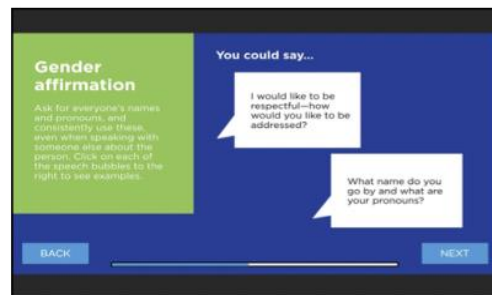 Gender
affirmation
Ask for everyone's names
and pronouns, and
consistently use these,
even when speaking with
someone else about the
person. Click on each of
the speech bubbles to the
right to see examples.
You could say...
I would like to be
respectful—how
would you like to be
addressed?
What name do you
go by and what are
your pronouns?
BACK
NEXT